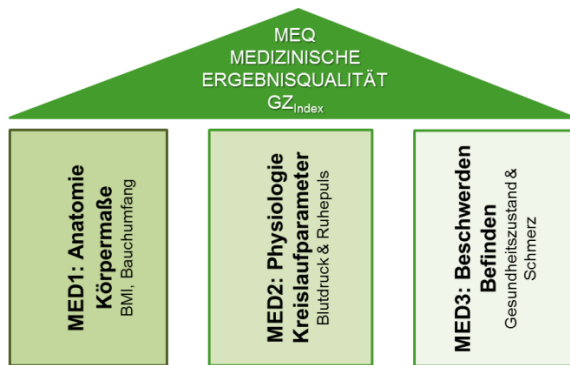 MEQ
MEDIZINISCHE
ERGEBNISQUALITÄT
GZIndex
MED1: Anatomie
Körpermaße
BMI, Bauchumfang
MED2: Physiologie
Kreislaufparameter
Blutdruck & Ruhepuls
MED3: Beschwerden
Befinden
Gesundheitszustand &
Schmerz